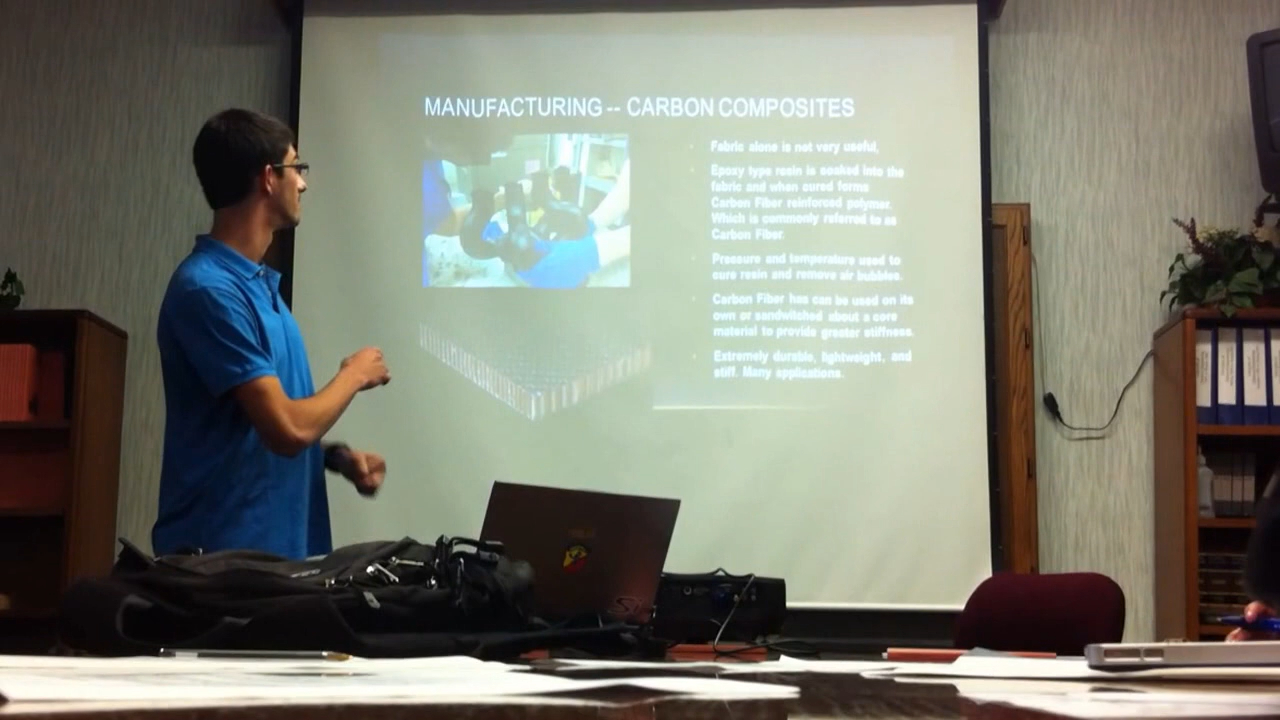 MANUFACTURING -- CARBON COMPOSITES
Fabric alone is not very useful,
Epoxy type resin is soaked into the
fabric and when cured forms
Carbon Fiber reinforced polymer.
Which is commonly referred to as
Carbon Fiber.
Pressure and temperature used to
cure resin and remove air bubbles.
Carbon Fiber has can be used on its
own or sandwitched about a core
material to provide greater stiffness.
Extremely durable, lightweight, and
stiff. Many applications.